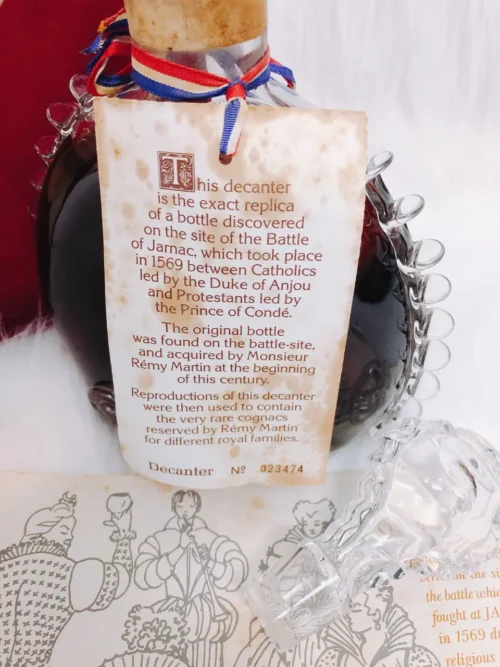 This decanter
is the exact replica
of a bottle discovered
on the site of the Battle
of Jarnac, which took place
in 1569 between Catholics
led by the Duke of Anjou
and Protestants led by
the Prince of Condé.
The original bottle
was found on the battle-site,
and acquired by Monsieur
Rémy Martin at the beginning
of this century.
Reproductions of this decanter
were then used to contain
the very rare cognacs
reserved by Rémy Martin
for different royal families.
Decanter Nº 023474
on the si
the battle whic
fought at JA
in 1569 d
religious